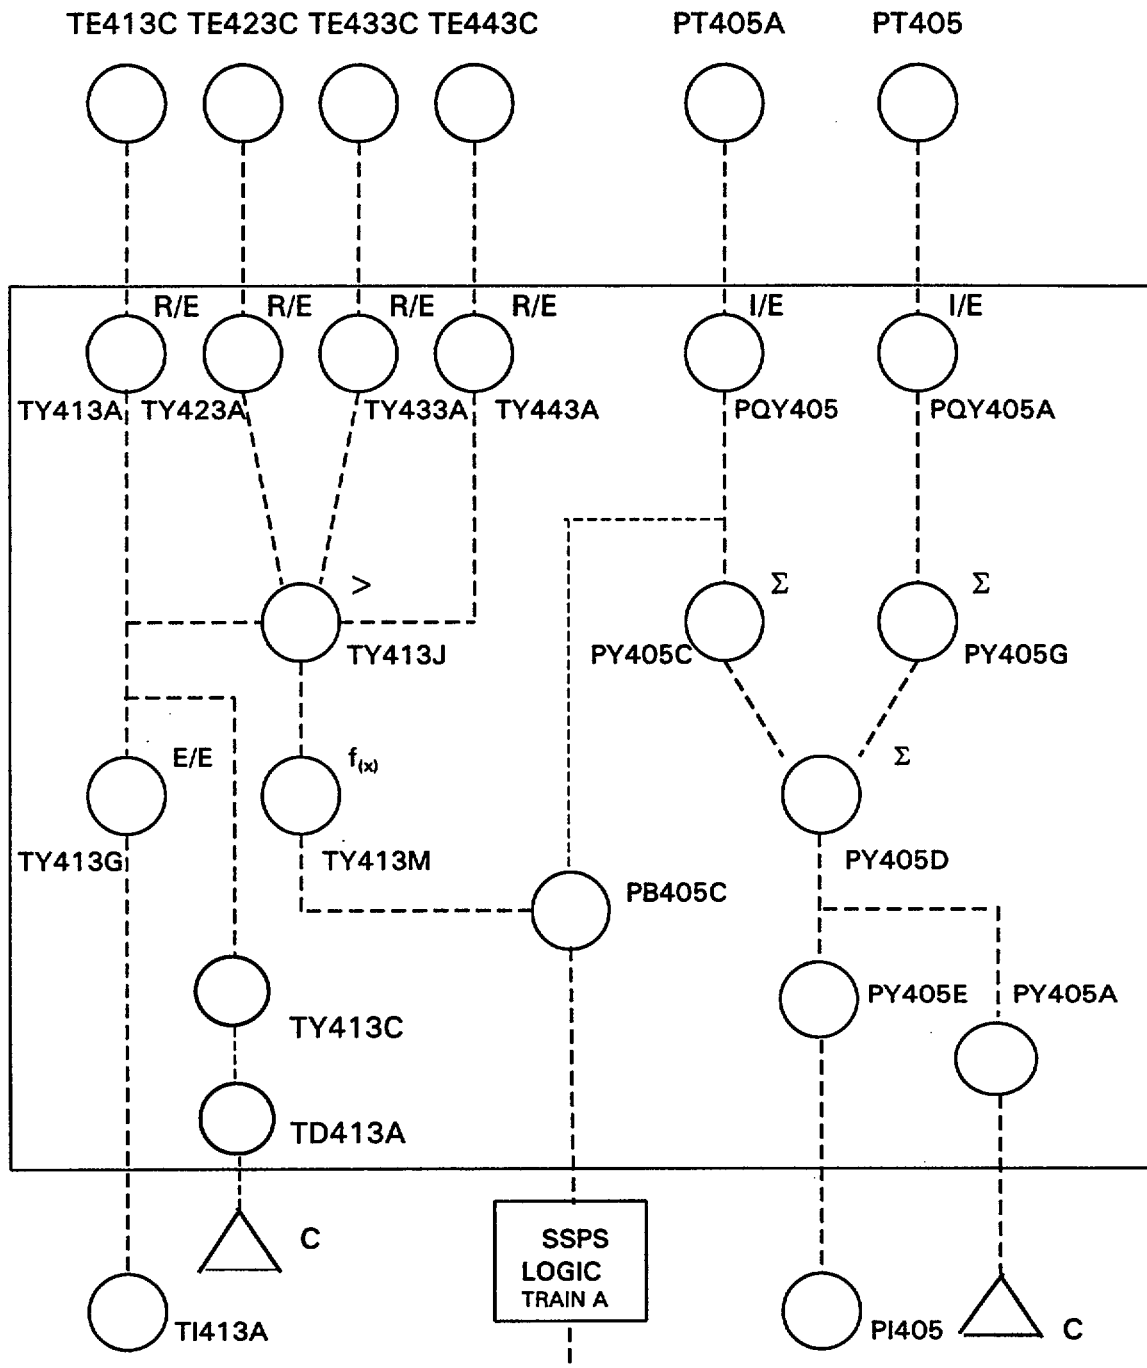 TE413C TE423C TE433C TE443C PT405A PT405
R/E R/E R/E R/E I/E I/E
TY413A TY423A TY433A TY443A PQY405 PQY405A
> Σ Σ
TY413J PY405C PY405G
E/E f(x) Σ
TY413G TY413M PY405D
PB405C
TY413C PY405E PY405A
TD413A
C
SSPS
LOGIC
TRAIN A
TI413A PI405 C